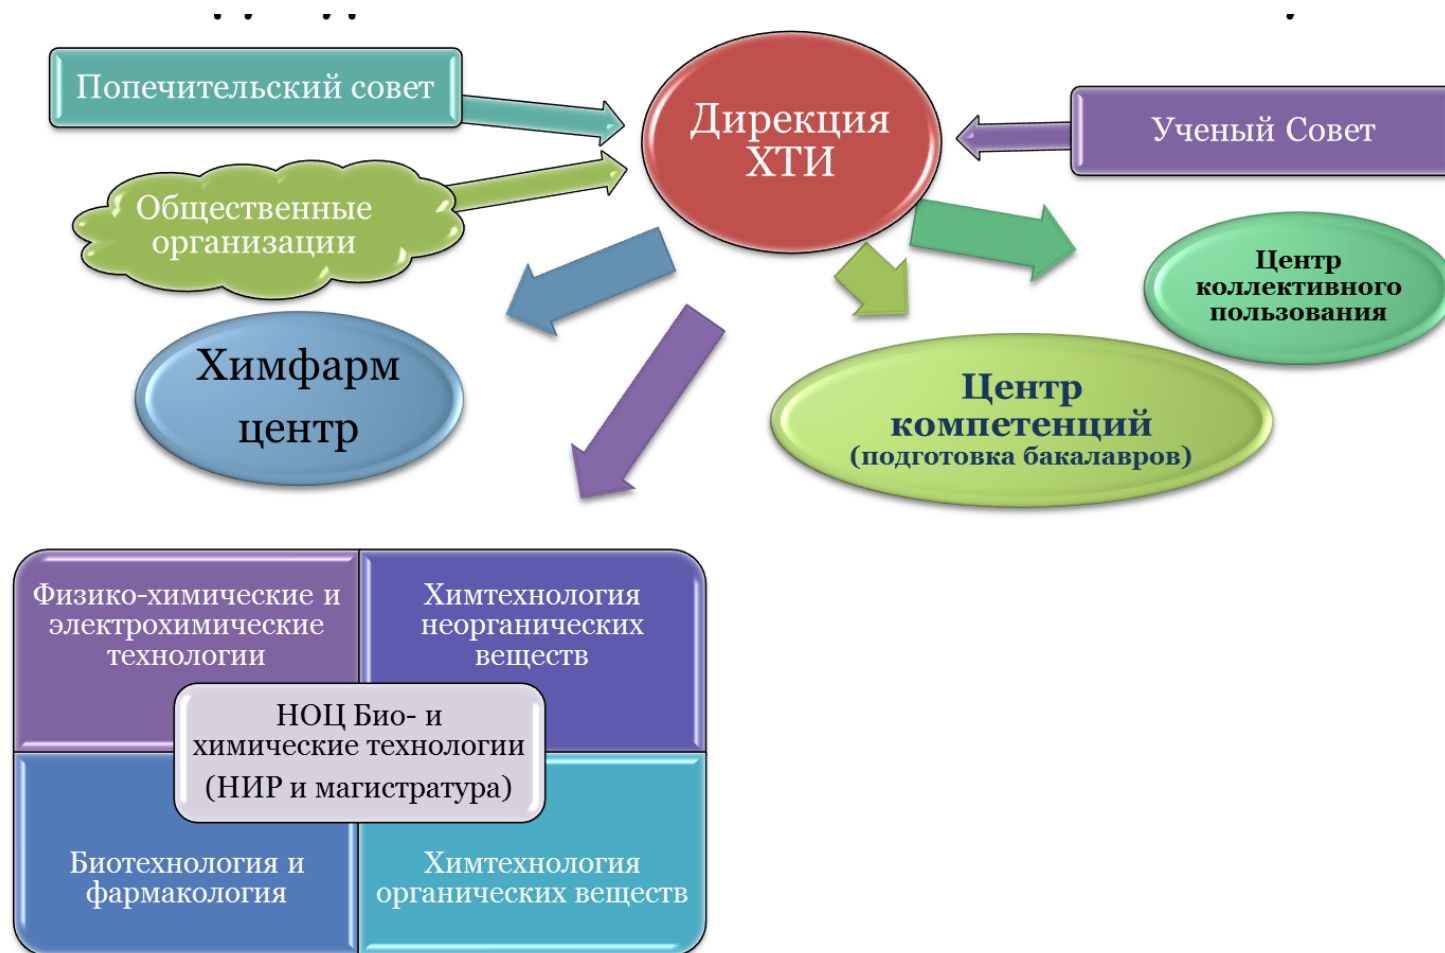 Попечительский совет
Дирекция
ХТИ
Ученый Совет
Общественные
организации
Центр
коллективного
пользования
Химфарм
центр
Центр
компетенций
(подготовка бакалавров)
Физико-химические и
электрохимические
технологии
Химтехнология
неорганических
веществ
НОЦ Био- и
химические технологии
(НИР и магистратура)
Биотехнология и
фармакология
Химтехнология
органических веществ